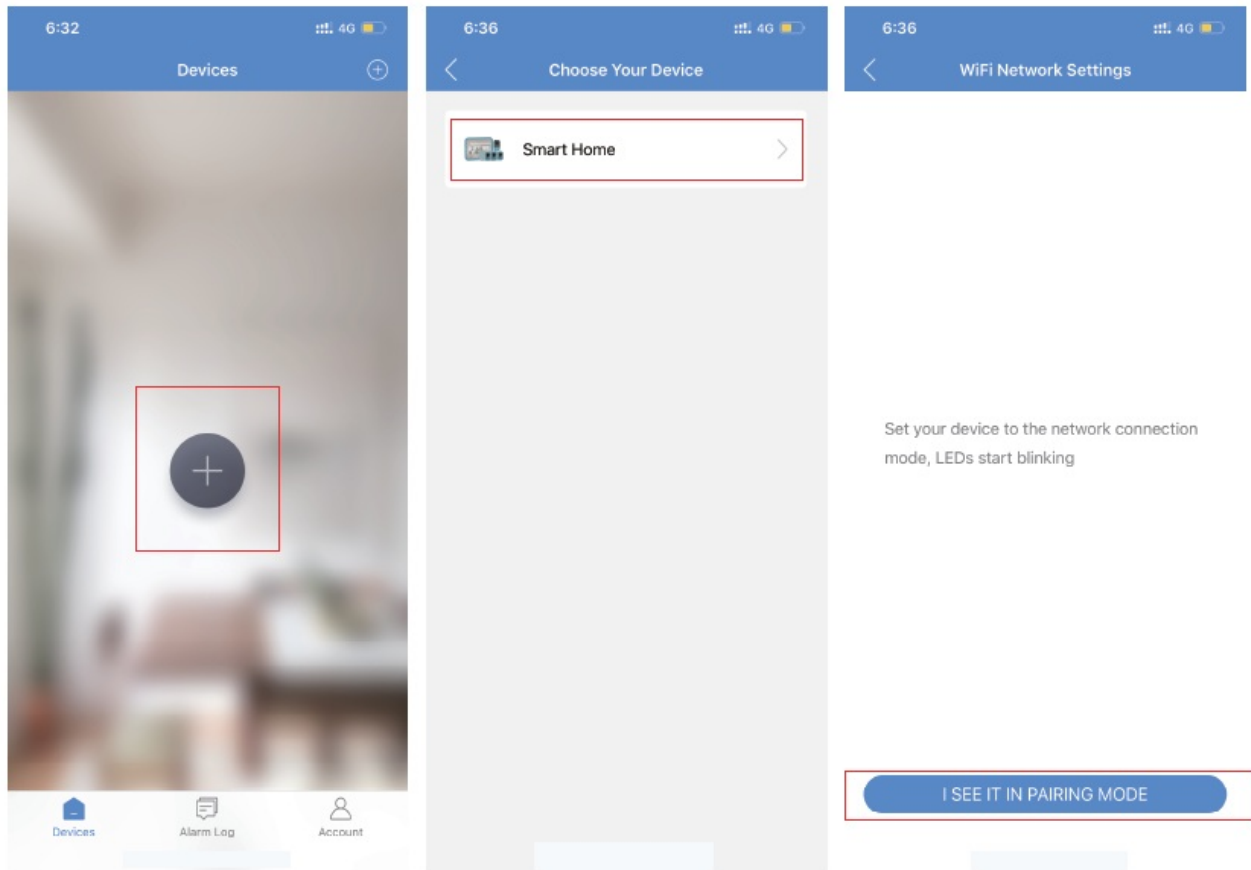 6:32
4G
Devices
Devices
Alarm Log
Account
6:36
4G
Choose Your Device
Smart Home
6:36
4G
WiFi Network Settings
Set your device to the network connection
mode, LEDs start blinking
I SEE IT IN PAIRING MODE